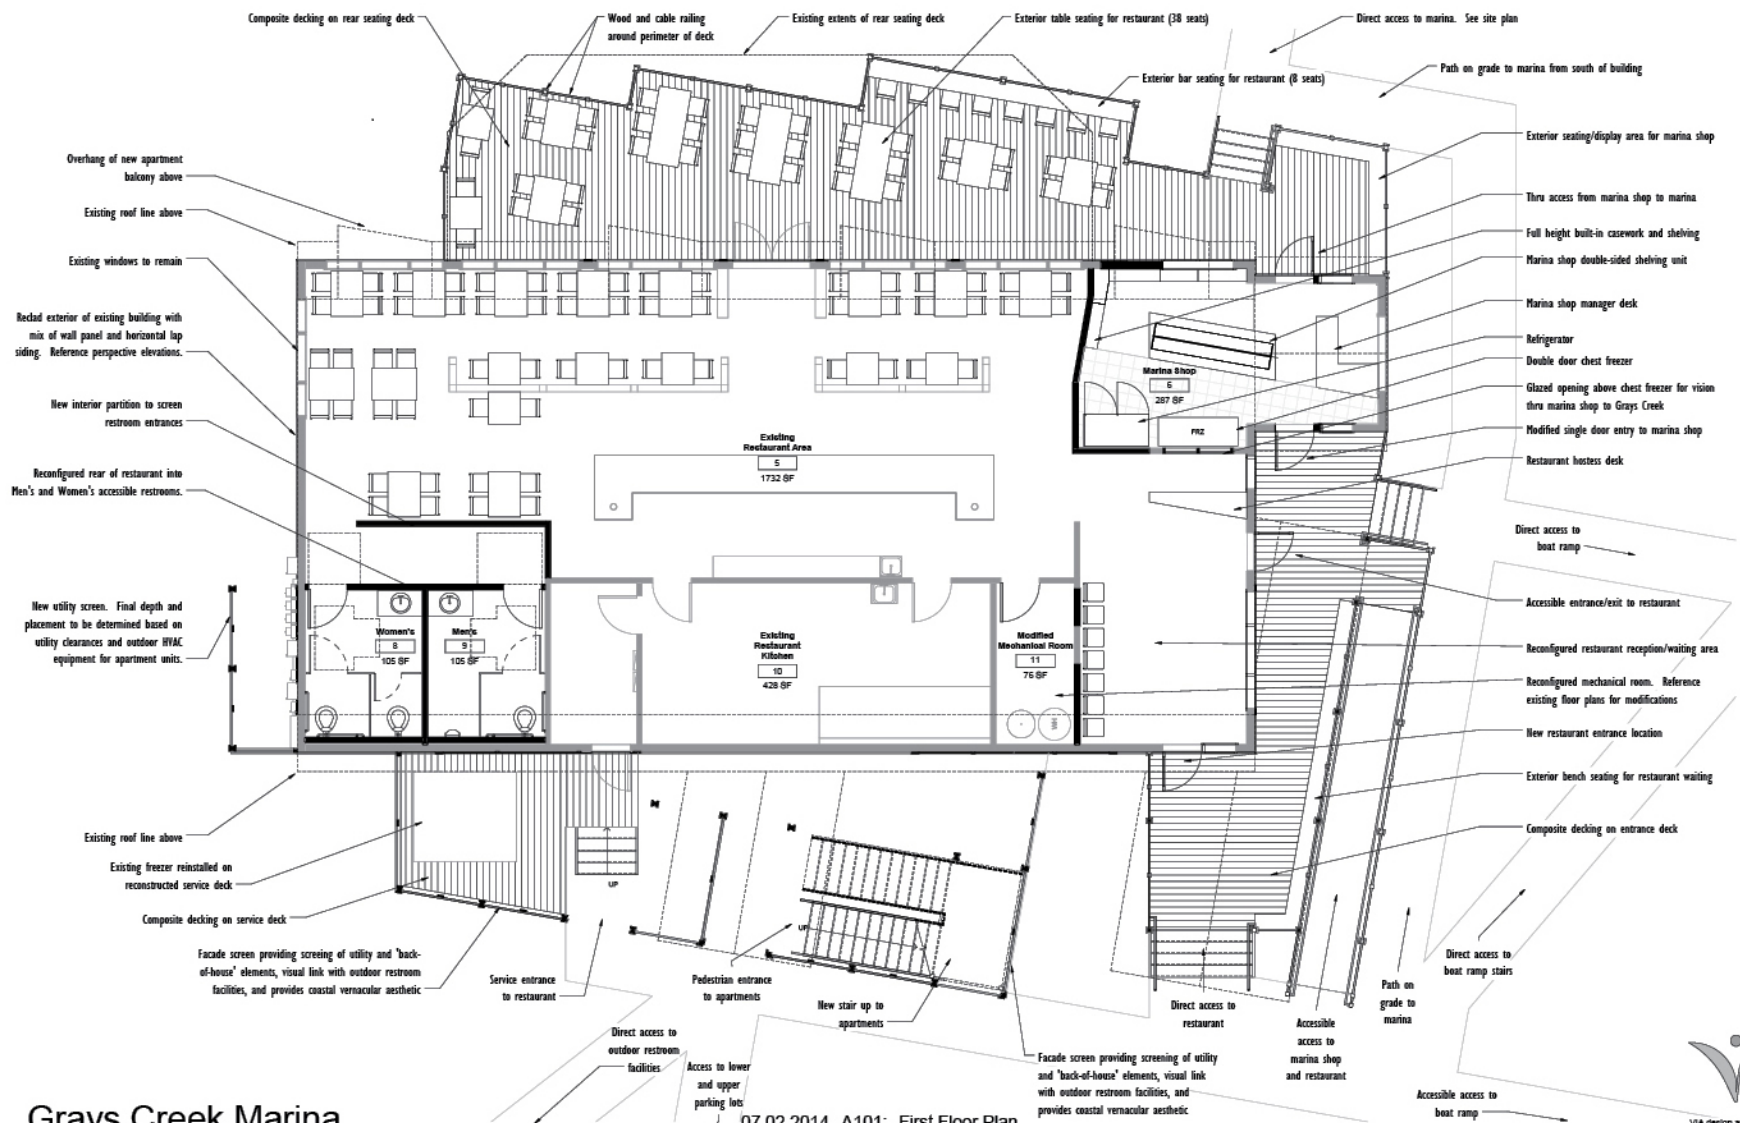 Composite decking on rear seating deck
Wood and cable railing
around perimeter of deck
Existing extents of rear seating deck
Exterior table seating for restaurant (38 seats)
Direct access to marina. See site plan
Path on grade to marina from south of building
Exterior bar seating for restaurant (8 seats)
Exterior seating/display area for marina shop
Overhang of new apartment
balcony above
Thru access from marina shop to marina
Existing roof line above
Full height built-in casework and shelving
Existing windows to remain
Marina shop double-sided shelving unit
Marina shop manager desk
Reclad exterior of existing building with
mix of wall panel and horizontal lap
siding. Reference perspective elevations.
Refrigerator
Double door chest freezer
Marina Shop
6
287 SF
Glazed opening above chest freezer for vision
thru marina shop to Grays Creek
New interior partition to screen
restroom entrances
FRZ
Modified single door entry to marina shop
Existing
Restaurant Area
5
1732 SF
Restaurant hostess desk
Reconfigured rear of restaurant into
Men's and Women's accessible restrooms.
Direct access to
boat ramp
New utility screen. Final depth and
placement to be determined based on
utility clearances and outdoor HVAC
equipment for apartment units.
Accessible entrance/exit to restaurant
Women's
8
105 SF
Men's
9
105 SF
Existing
Restaurant
Kitchen
10
428 SF
Modified
Mechanical Room
11
76 SF
WH
Reconfigured restaurant reception/waiting area
Reconfigured mechanical room. Reference
existing floor plans for modifications
New restaurant entrance location
Exterior bench seating for restaurant waiting
Existing roof line above
Composite decking on entrance deck
Existing freezer reinstalled on
reconstructed service deck
UP
Composite decking on service deck
UP
Facade screen providing screeing of utility and 'back-
of-house' elements, visual link with outdoor restroom
facilities, and provides coastal vernacular aesthetic
Service entrance
to restaurant
Pedestrian entrance
to apartments
New stair up to
apartments
Direct access to
restaurant
Accessible
access to
marina shop
and restaurant
Path on
grade to
marina
Direct access to
boat ramp stairs
Direct access to
outdoor restroom
facilities
Access to lower
and upper
parking lots
Facade screen providing screening of utility
and 'back-of-house' elements, visual link
with outdoor restroom facilities, and
provides coastal vernacular aesthetic
Accessible access to
boat ramp
Grays Creek Marina
07.02.2014 A101: First Floor Plan
VIA design